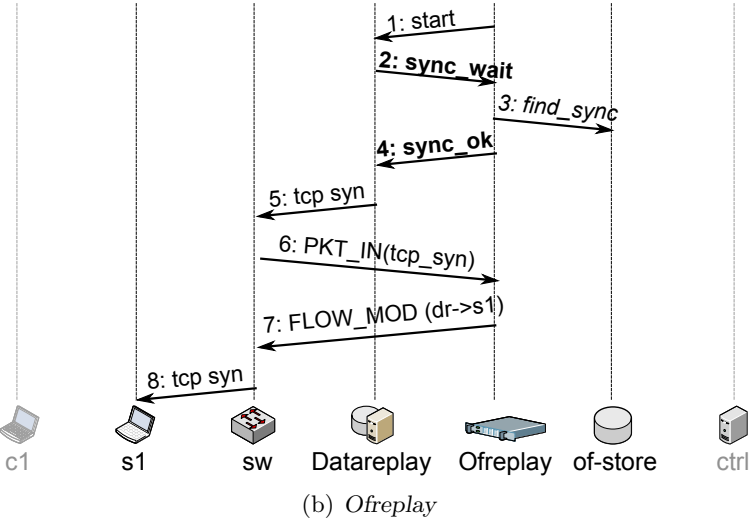 1: start
2: sync_wait
3: find_sync
4: sync_ok
5: tcp syn
6: PKT_IN(tcp_syn)
7: FLOW_MOD (dr->s1)
8: tcp syn
c1 s1 sw Datareplay Ofreplay of-store ctrl
(b) Ofreplay